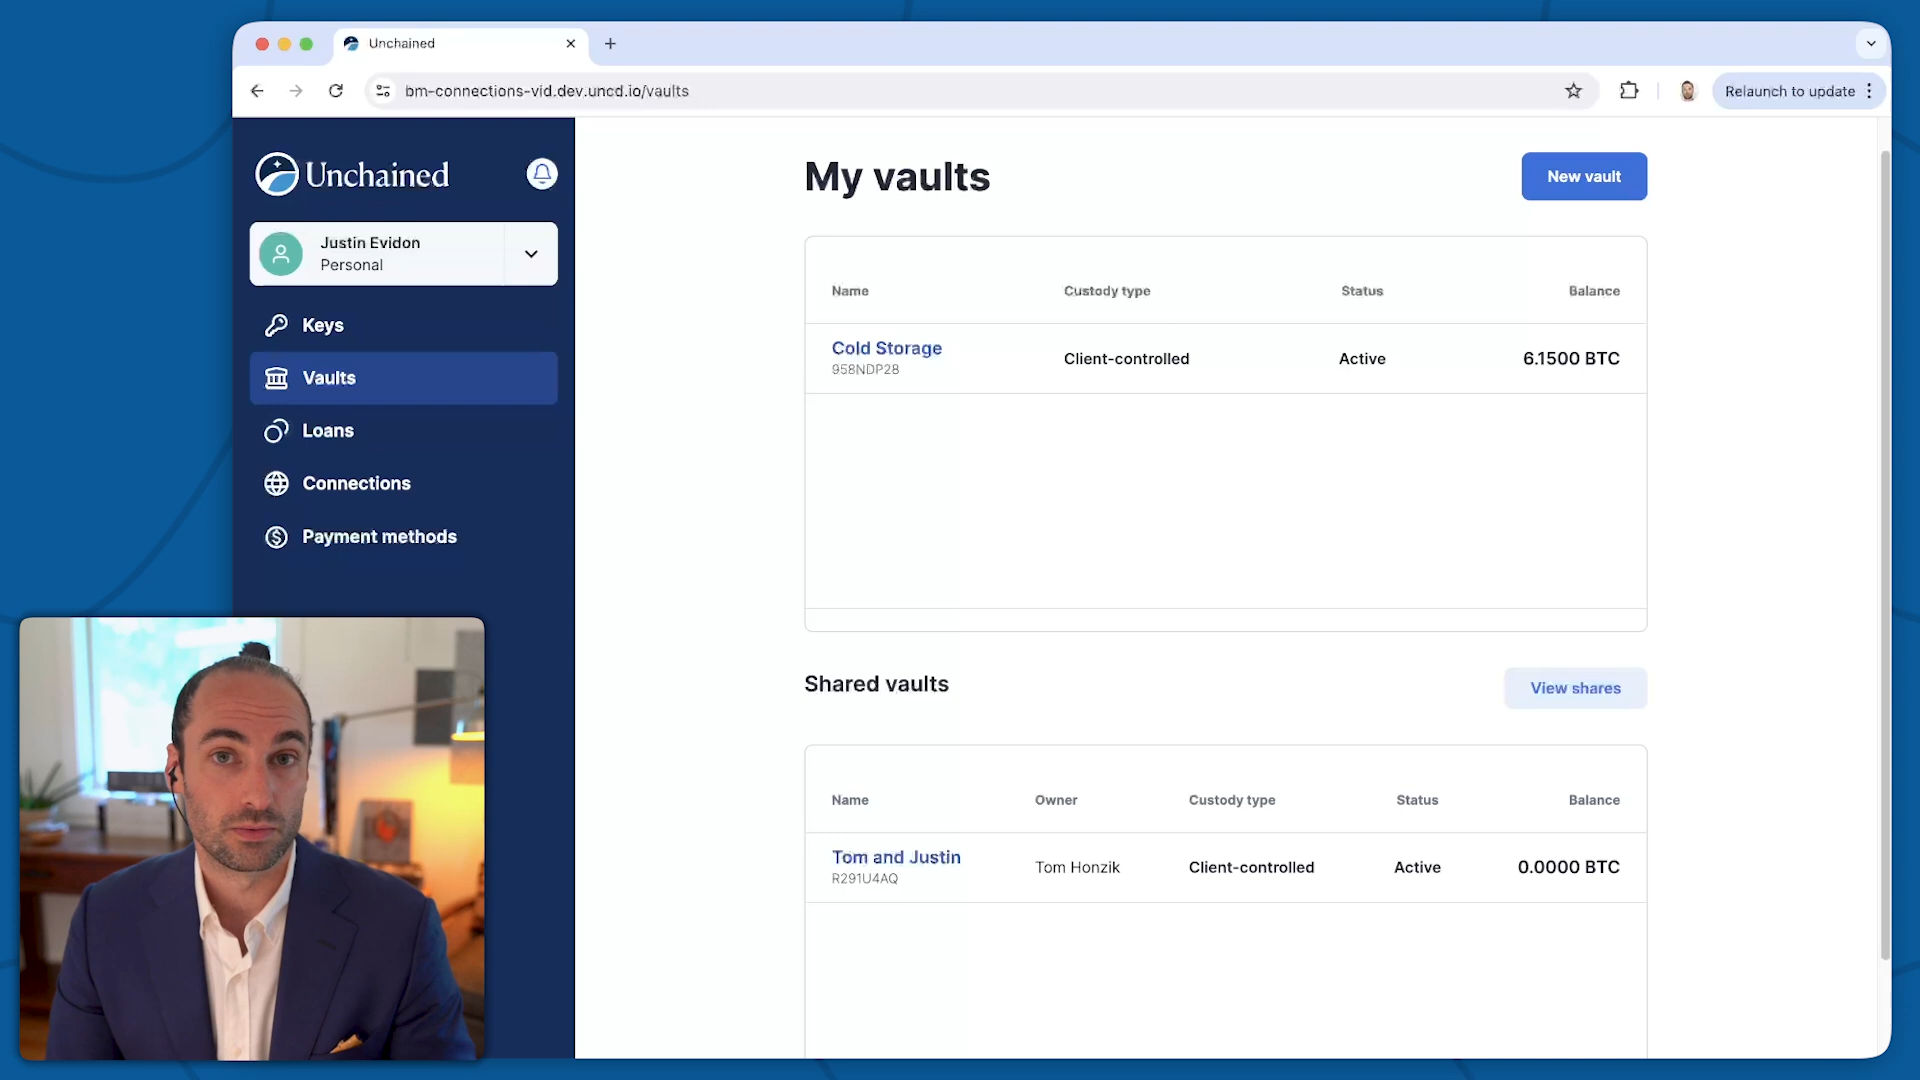 Unchained
bm-connections-vid.dev.uncd.io/vaults
Relaunch to update
Unchained
Justin Evidon
Personal
Keys
Vaults
Loans
Connections
Payment methods
My vaults
New vault
Name Custody type Status Balance
Cold Storage
958NDP28
Client-controlled Active 6.1500 BTC
Shared vaults
View shares
Name Owner Custody type Status Balance
Tom and Justin
R291U4AQ
Tom Honzik Client-controlled Active 0.0000 BTC